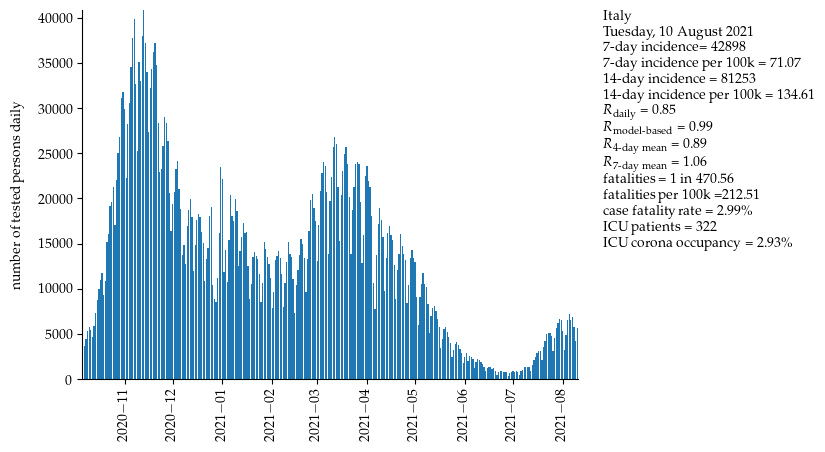 Italy
Tuesday, 10 August 2021
7-day incidence= 42898
7-day incidence per 100k = 71.07
14-day incidence = 81253
14-day incidence per 100k = 134.61
R daily = 0.85
R model-based = 0.99
R 4-day mean = 0.89
R 7-day mean = 1.06
fatalities = 1 in 470.56
fatalities per 100k =212.51
case fatality rate = 2.99%
ICU patients = 322
ICU corona occupancy = 2.93%
number of tested persons daily
40000
35000
30000
25000
20000
15000
10000
5000
0
2020−11
2020−12
2021−01
2021−02
2021−03
2021−04
2021−05
2021−06
2021−07
2021−08